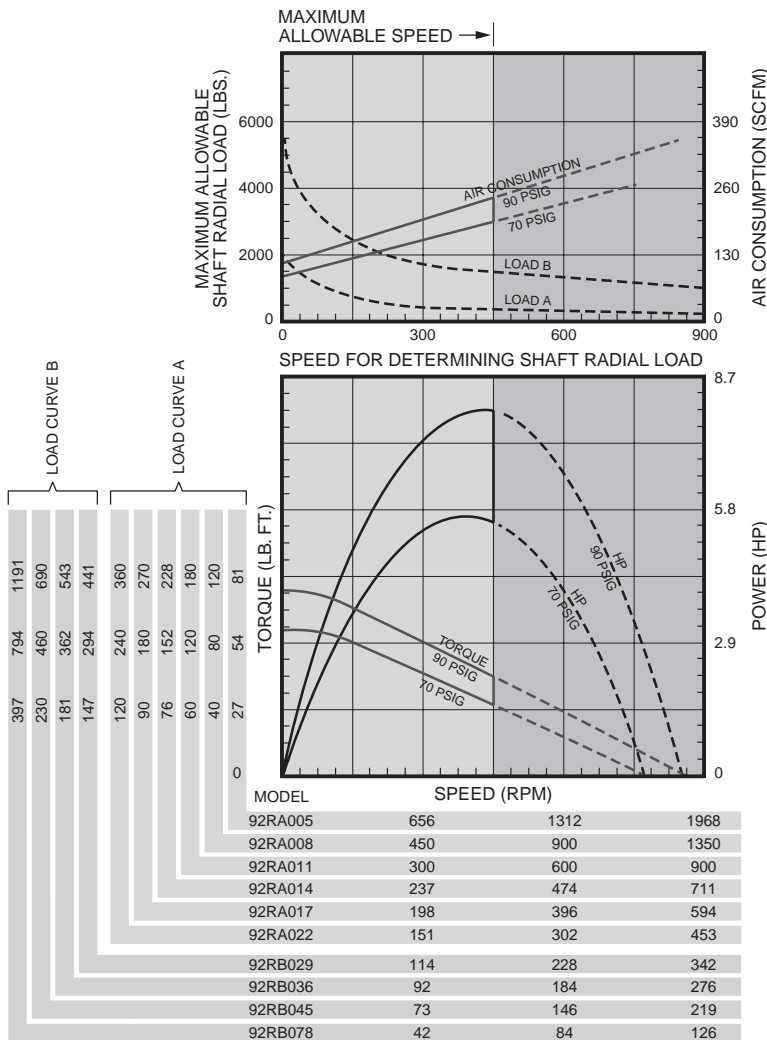 MAXIMUM
ALLOWABLE SPEED
MAXIMUM ALLOWABLE
SHAFT RADIAL LOAD (LBS.)
6000
4000
2000
0
AIR CONSUMPTION
90 PSIG
70 PSIG
LOAD B
LOAD A
390
260
130
0
AIR CONSUMPTION (SCFM)
0 300 600 900
SPEED FOR DETERMINING SHAFT RADIAL LOAD
LOAD CURVE B
LOAD CURVE A
1191 690 543 441 360 270 228 180 120 81
794 460 362 294 240 180 152 120 80 54
397 230 181 147 120 90 76 60 40 27
0
TORQUE (LB. FT.)
HP
90 PSIG
HP
70 PSIG
TORQUE
90 PSIG
70 PSIG
8.7
5.8
2.9
0
POWER (HP)
MODEL SPEED (RPM)
92RA005 656 1312 1968
92RA008 450 900 1350
92RA011 300 600 900
92RA014 237 474 711
92RA017 198 396 594
92RA022 151 302 453
92RB029 114 228 342
92RB036 92 184 276
92RB045 73 146 219
92RB078 42 84 126